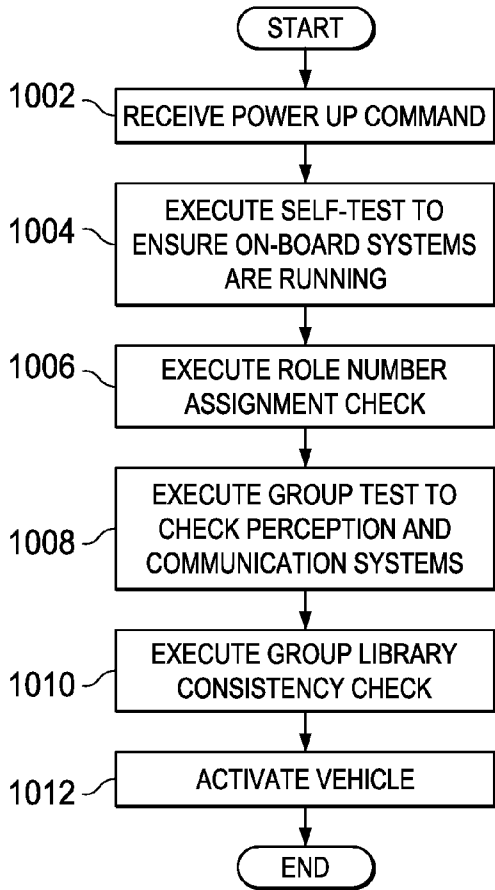 START
1002
RECEIVE POWER UP COMMAND
1004
EXECUTE SELF-TEST TO
ENSURE ON-BOARD SYSTEMS
ARE RUNNING
1006
EXECUTE ROLE NUMBER
ASSIGNMENT CHECK
1008
EXECUTE GROUP TEST TO
CHECK PERCEPTION AND
COMMUNICATION SYSTEMS
1010
EXECUTE GROUP LIBRARY
CONSISTENCY CHECK
1012
ACTIVATE VEHICLE
END